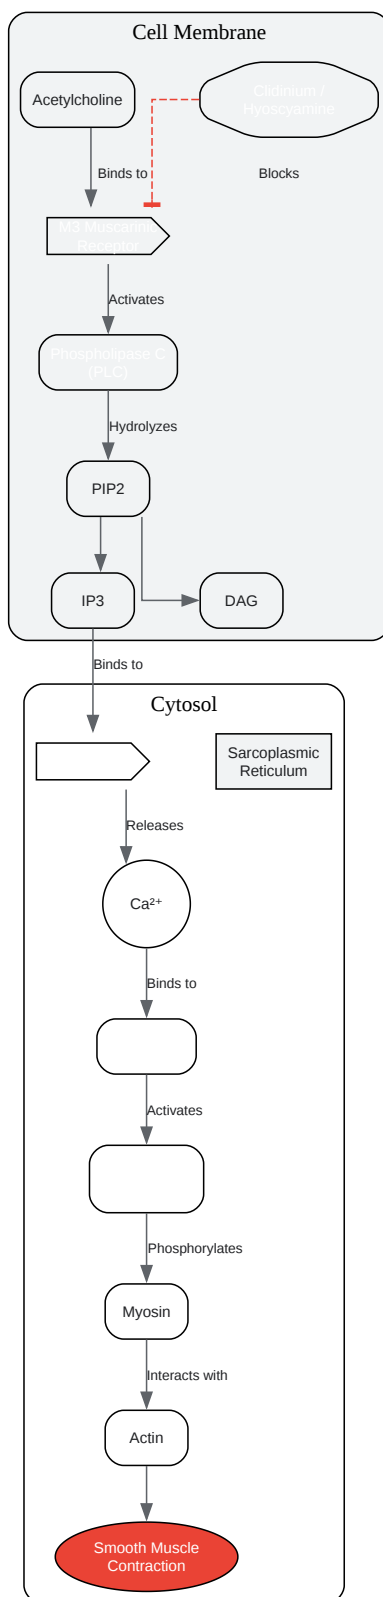 Cell Membrane
Acetylcholine
Clidinium /
Hyoscyamine
Binds to
Blocks
M3 Muscarinic
Receptor
Activates
Phospholipase C
(PLC)
Hydrolyzes
PIP2
IP3
DAG
Binds to
Cytosol
Sarcoplasmic
Reticulum
Releases
Ca²⁺
Binds to
Activates
Phosphorylates
Myosin
Interacts with
Actin
Smooth Muscle
Contraction